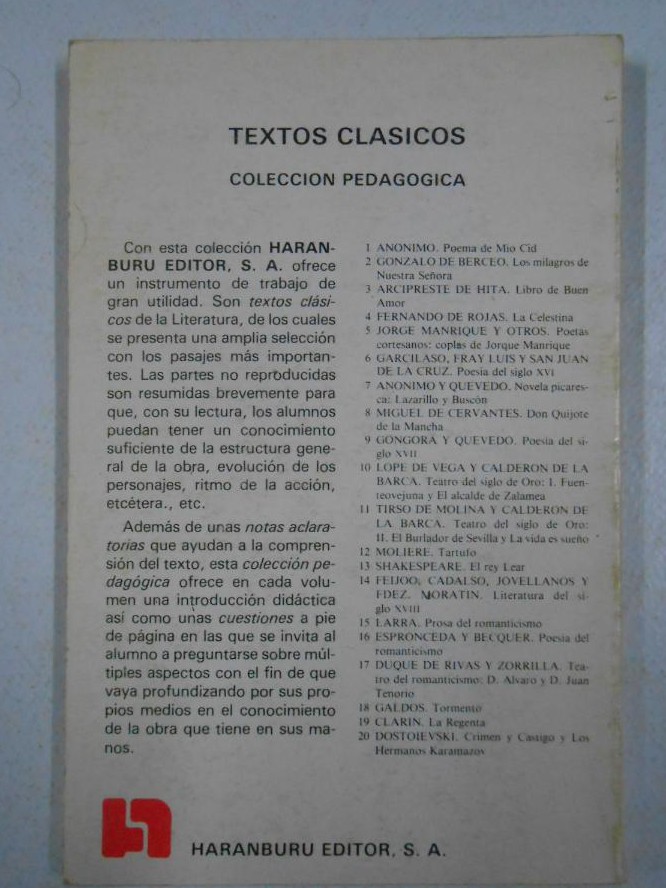 TEXTOS CLASICOS
COLECCION PEDAGOGICA
Con esta colección HARAN-
BURU EDITOR, S. A. ofrece
un instrumento de trabajo de
gran utilidad. Son textos clási-
cos de la Literatura, de los cuales
se presenta una amplia selección
con los pasajes más importan-
tes. Las partes no reproducidas
son resumidas brevemente para
que, con su lectura, los alumnos
puedan tener un conocimiento
suficiente de la estructura gene-
ral de la obra, evolución de los
personajes, ritmo de la acción,
etcétera., etc.
Además de unas notas aclara-
torias que ayudan a la compren-
sión del texto, esta colección pe-
dagógica ofrece en cada volu-
men una introducción didáctica
así como unas cuestiones a pie
de página en las que se invita al
alumno a preguntarse sobre múl-
tiples aspectos con el fin de que
vaya profundizando por sus pro-
pios medios en el conocimiento
de la obra que tiene en sus ma-
nos.
1 ANONIMO. Poema de Mio Cid
2 GONZALO DE BERCEO. Los milagros de
Nuestra Señora
3 ARCIPRESTE DE HITA. Libro de Buen
Amor
4 FERNANDO DE ROJAS. La Celestina
5 JORGE MANRIQUE Y OTROS. Poetas
cortesanos: coplas de Jorque Manrique
6 GARCILASO, FRAY LUIS Y SAN JUAN
DE LA CRUZ. Poesía del siglo XVI
7 ANONIMO Y QUEVEDO. Novela picares-
ca: Lazarillo y Buscón
8 MIGUEL DE CERVANTES. Don Quijote
de la Mancha
9 GONGORA Y QUEVEDO. Poesía del si-
glo XVII
10 LOPE DE VEGA Y CALDERON DE LA
BARCA. Teatro del siglo de Oro: I. Fuen-
teovejuna y El alcalde de Zalamea
11 TIRSO DE MOLINA Y CALDERON DE
LA BARCA. Teatro del siglo de Oro:
II. El Burlador de Sevilla y La vida es sueño
12 MOLIERE. Tartufo
13 SHAKESPEARE. El rey Lear
14 FEIJOO, CADALSO, JOVELLANOS Y
FDEZ. MORATIN. Literatura del si-
glo XVIII
15 LARRA. Prosa del romanticismo
16 ESPRONCEDA Y BECQUER. Poesía del
romanticismo
17 DUQUE DE RIVAS Y ZORRILLA. Tea-
tro del romanticismo: D. Alvaro y D. Juan
Tenorio
18 GALDOS. Tormento
19 CLARIN. La Regenta
20 DOSTOIEVSKI. Crimen y Castigo y Los
Hermanos Karamazos
HARANBURU EDITOR, S. A.